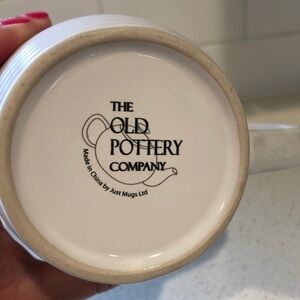 THE
OLD
POTTERY
COMPANY
Made in China by Just Mugs Ltd